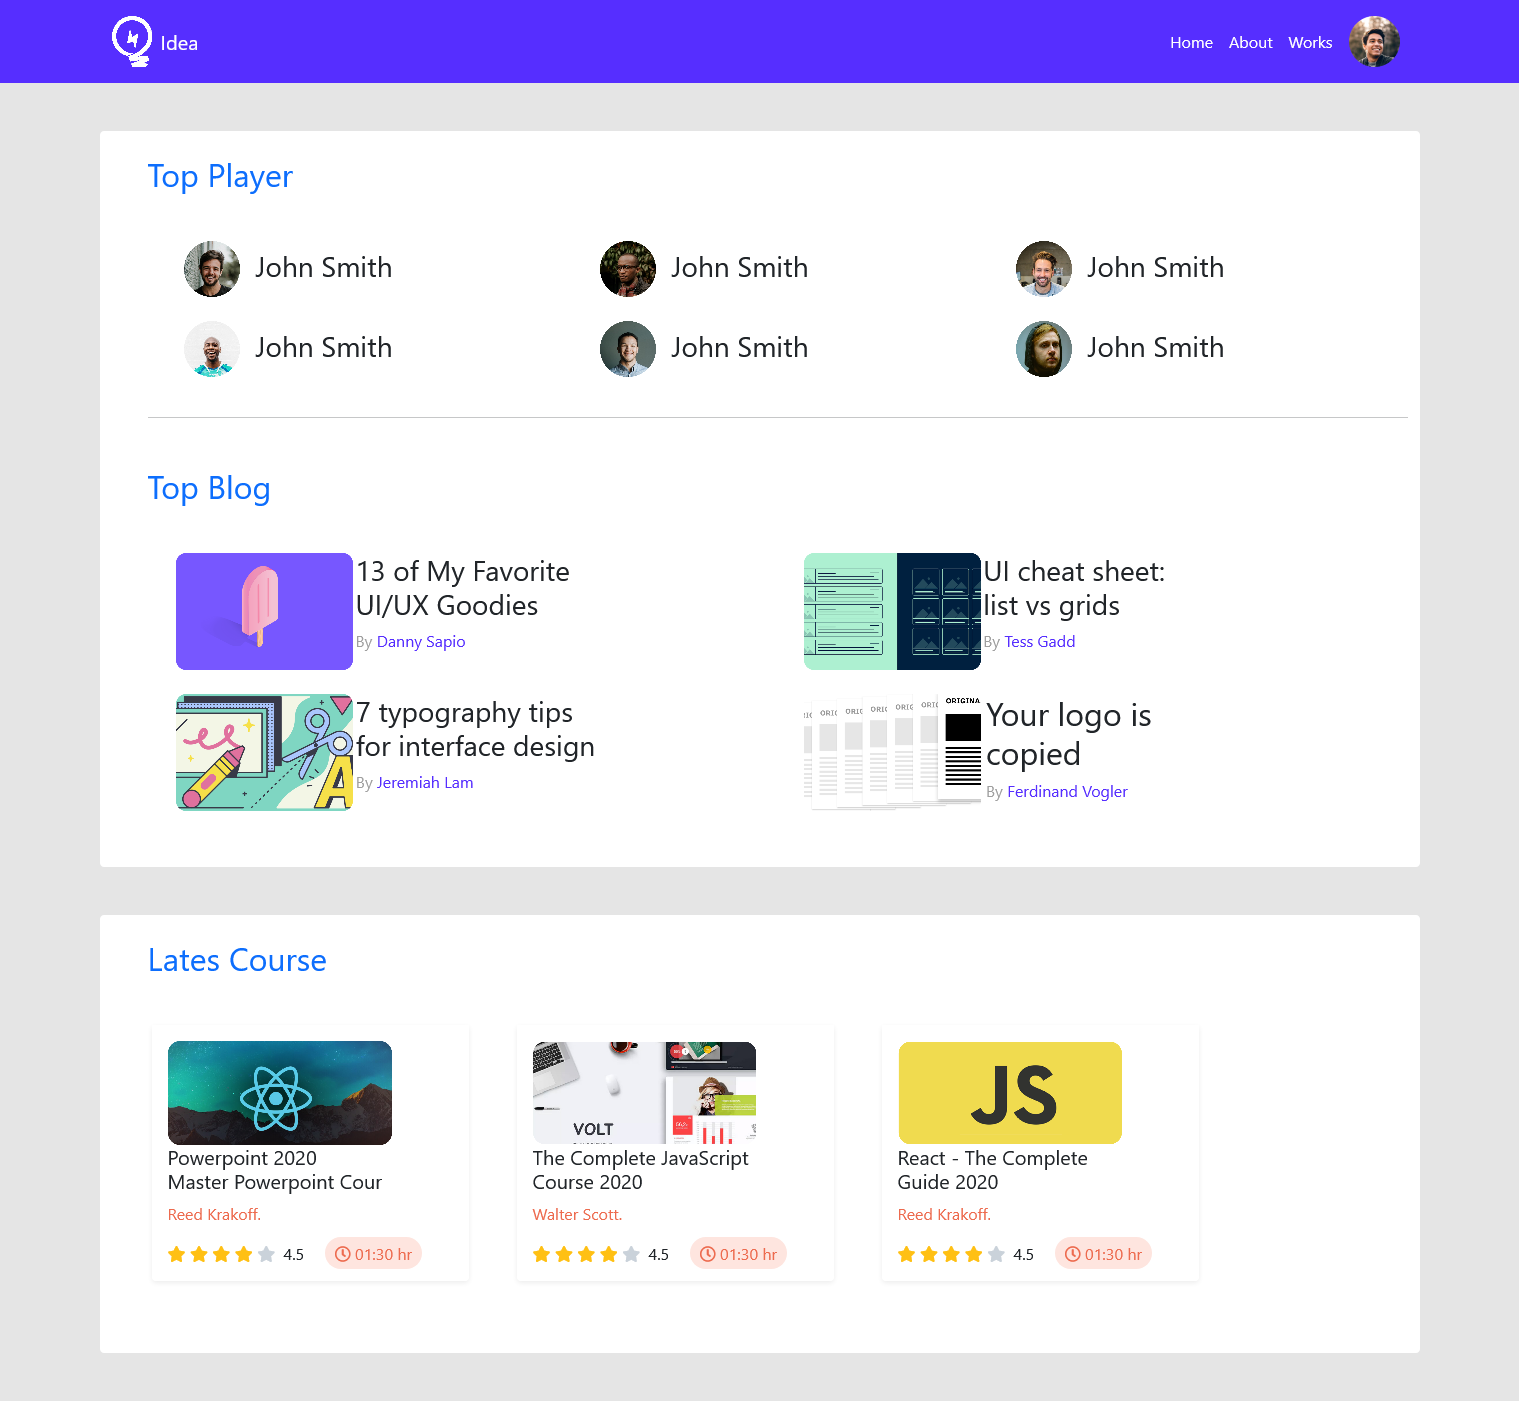 Idea
Home About Works
Top Player
John Smith
John Smith
John Smith
John Smith
John Smith
John Smith
Top Blog
13 of My Favorite
UI/UX Goodies
By Danny Sapio
UI cheat sheet:
list vs grids
By Tess Gadd
7 typography tips
for interface design
By Jeremiah Lam
ORIGINA
Your logo is
copied
By Ferdinand Vogler
Lates Course
Powerpoint 2020
Master Powerpoint Cour
Reed Krakoff.
4.5 01:30 hr
VOLT
The Complete JavaScript
Course 2020
Walter Scott.
4.5 01:30 hr
JS
React - The Complete
Guide 2020
Reed Krakoff.
4.5 01:30 hr